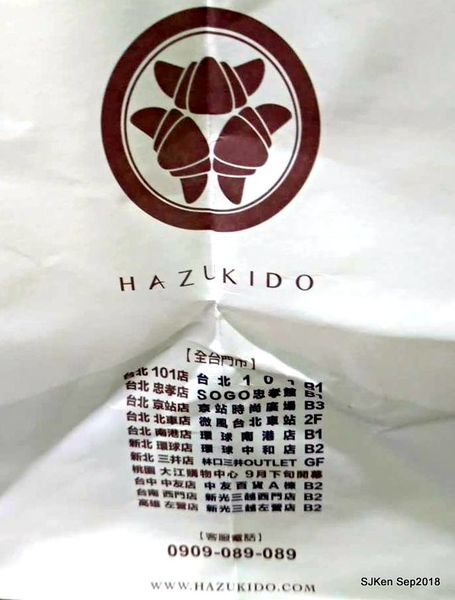 HAZUKIDO
【全台門市】
台北 101店 台北 101 B1
台北 忠孝店 SOGO忠孝館 B1
台北 京站店 京站時尚廣場 B3
台北 北車店 微風台北車站 2F
台北 南港店 環球南港店 B1
新北 環球店 環球中和店 B2
新北 三井店 林口三井OUTLET GF
桃園 大江購物中心 9月下旬開幕
台中 中友店 中友百貨A棟 B2
台南 西門店 新光三越西門店 B2
高雄 左營店 新光三越左營店 B2
【客服電話】
0909-089-089
WWW.HAZUKIDO.COM
SJKen Sep2018